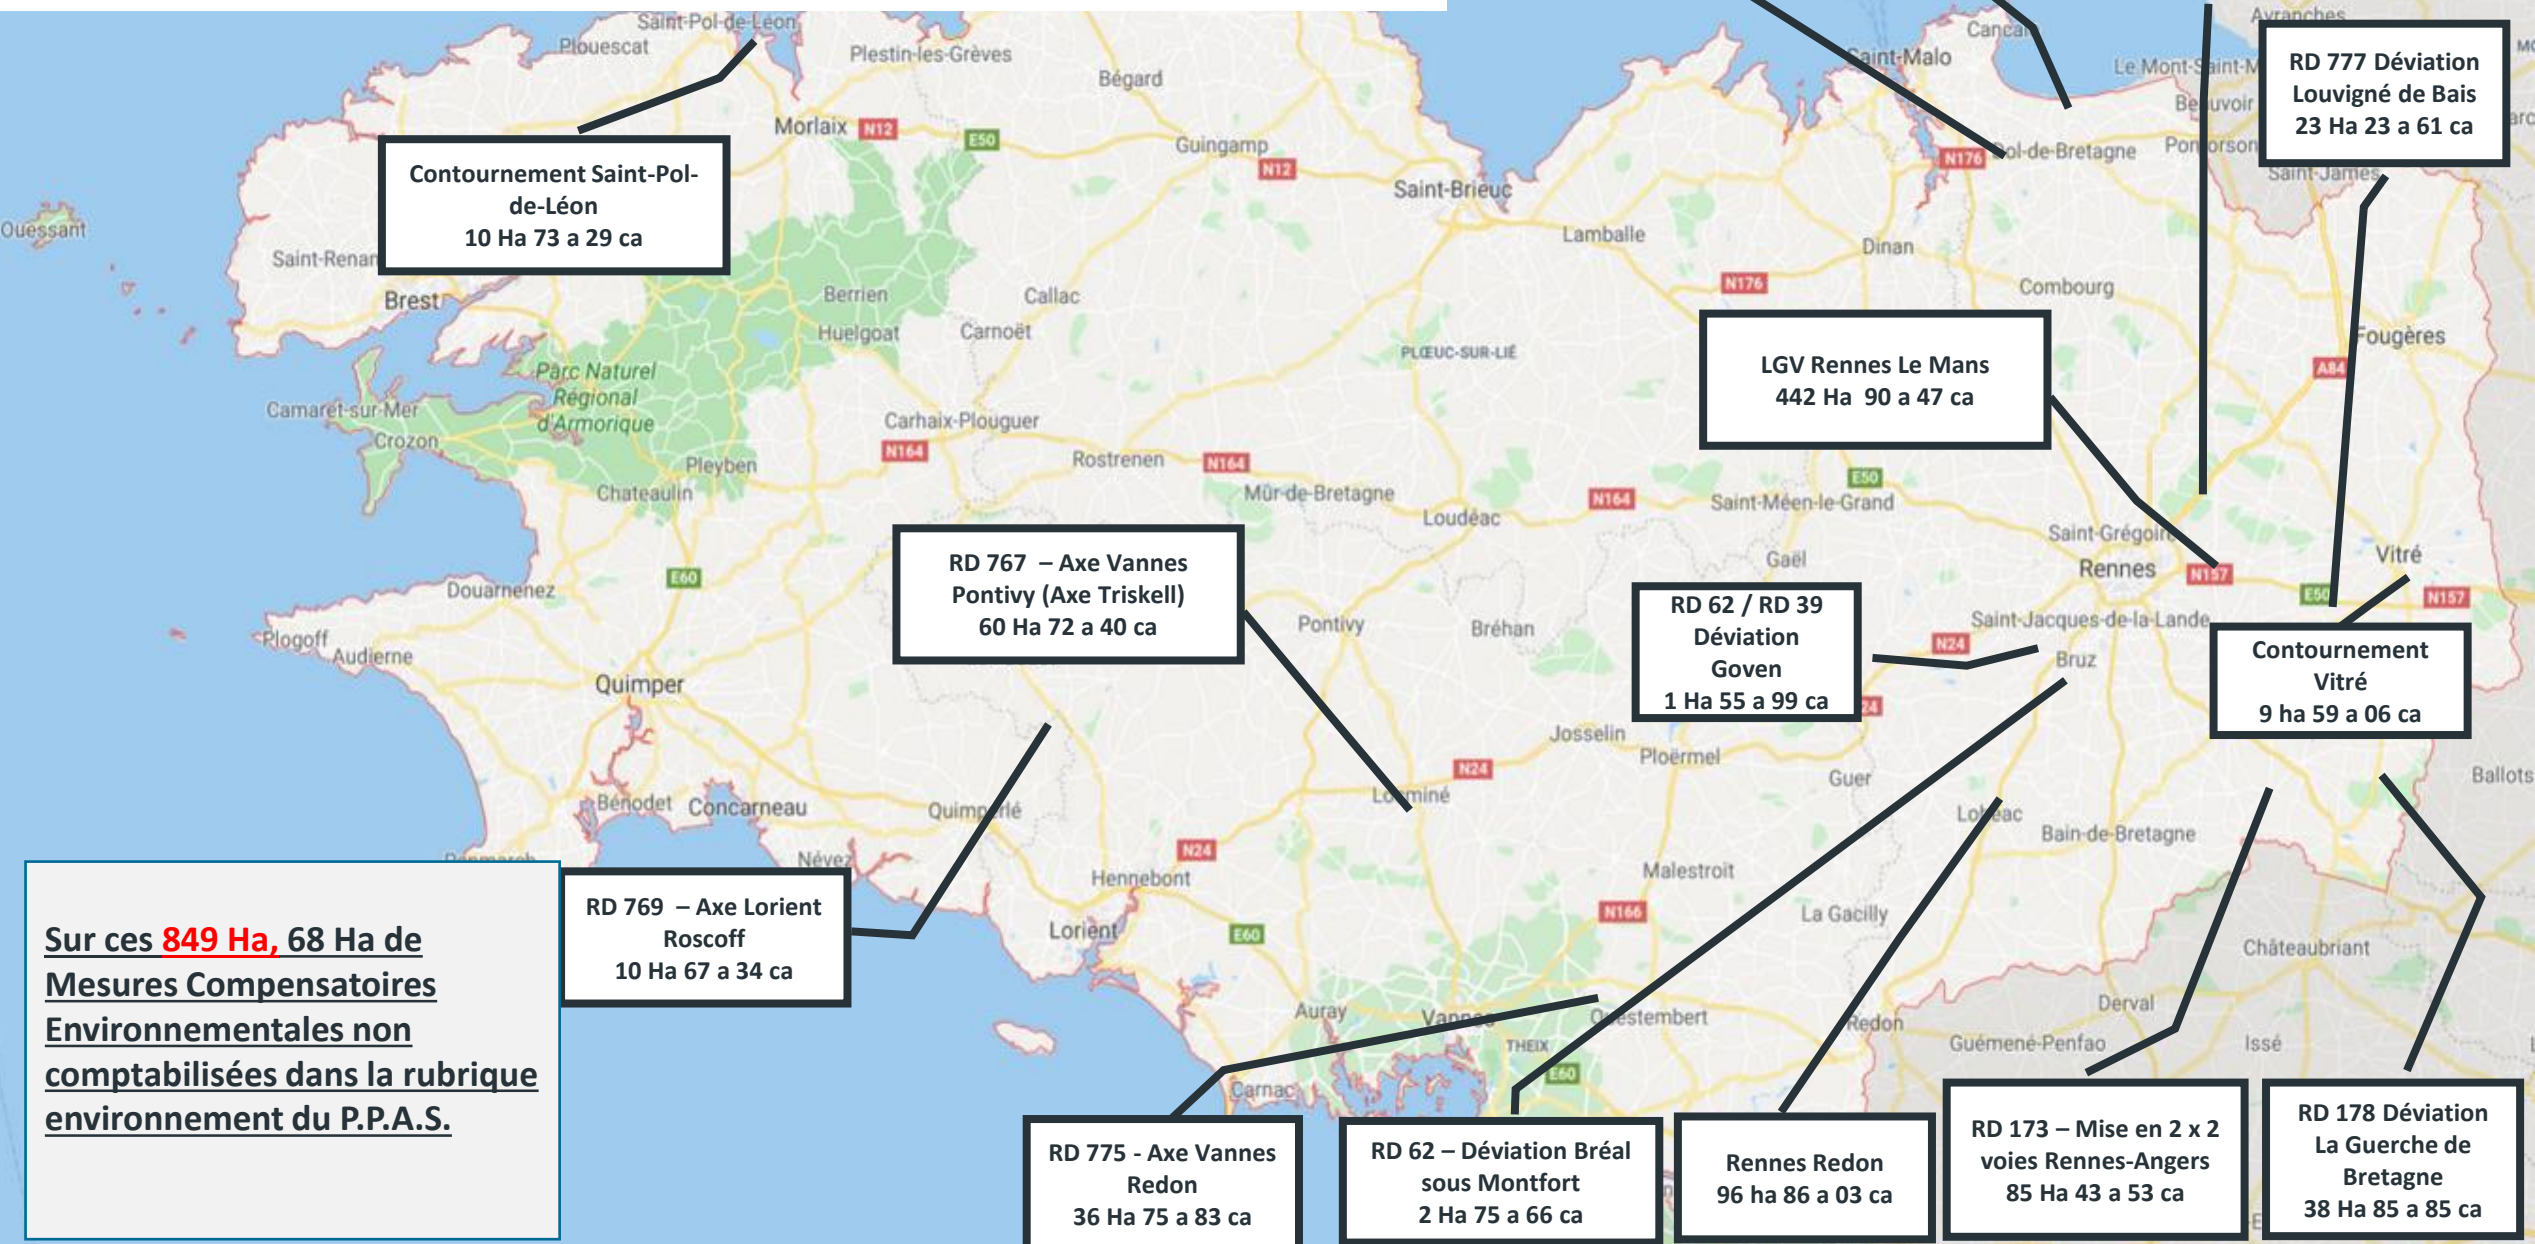 Saint-Pol-de-Léon
Plouescat
Plestin-les-Grèves
Bégard
Saint-Malo
Avranches
Le Mont-Saint-M
RD 777 Déviation
Louvigné de Bais
23 Ha 23 a 61 ca
Morlaix
N12
E50
Guingamp
N12
N176
Dol-de-Bretagne
Saint-James
Contournement Saint-Pol-
de-Léon
10 Ha 73 a 29 ca
Saint-Brieuc
Ouessant
Saint-Renan
Lamballe
Dinan
Brest
Berrien
Callac
N176
Combourg
Huelgoat
Carnoët
PLŒUC-SUR-LIÉ
Fougères
Parc Naturel
Régional
d'Armorique
LGV Rennes Le Mans
442 Ha 90 a 47 ca
A84
Camaret-sur-Mer
Crozon
Carhaix-Plouguer
N164
Pleyben
Rostrenen
N164
Chateaulin
Mûr-de-Bretagne
N164
Loudéac
E50
Saint-Méen-le-Grand
Saint-Grégoire
RD 767 – Axe Vannes
Pontivy (Axe Triskell)
60 Ha 72 a 40 ca
Gaël
Rennes
N157
Vitré
E60
Douarnenez
E50
N157
RD 62 / RD 39
Déviation
Goven
1 Ha 55 a 99 ca
Pontivy
Bréhan
Saint-Jacques-de-la-Lande
Plogoff
Audierne
N24
Bruz
Contournement
Vitré
9 ha 59 a 06 ca
Quimper
24
Josselin
Ploërmel
N24
Guer
Ballots
Bénodet
Concarneau
Quimperlé
Locminé
Lohéac
Bain-de-Bretagne
Névez
N24
Hennebont
Malestroit
RD 769 – Axe Lorient
Roscoff
10 Ha 67 a 34 ca
Lorient
E60
N166
La Gacilly
Châteaubriant
Sur ces 849 Ha, 68 Ha de
Mesures Compensatoires
Environnementales non
comptabilisées dans la rubrique
environnement du P.P.A.S.
Auray
Vannes
Questembert
THEIX
Redon
Derval
Guémené-Penfao
Issé
E60
Carnac
RD 775 - Axe Vannes
Redon
36 Ha 75 a 83 ca
RD 62 – Déviation Bréal
sous Montfort
2 Ha 75 a 66 ca
Rennes Redon
96 ha 86 a 03 ca
RD 173 – Mise en 2 x 2
voies Rennes-Angers
85 Ha 43 a 53 ca
RD 178 Déviation
La Guerche de
Bretagne
38 Ha 85 a 85 ca